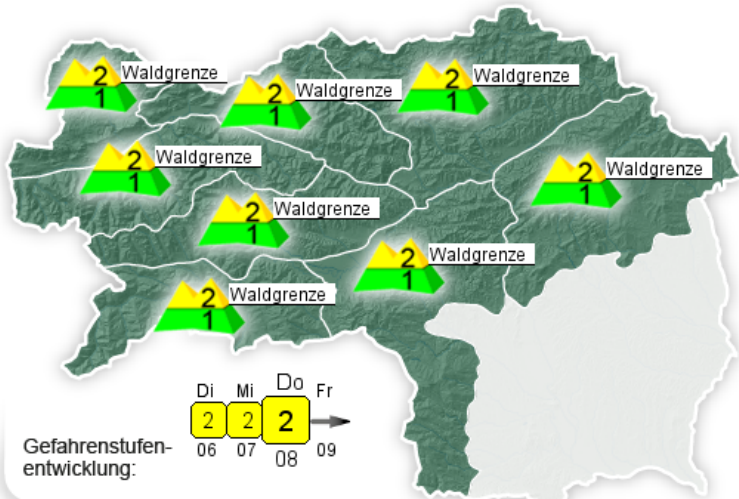 2 Waldgrenze
1
2 Waldgrenze
1
2 Waldgrenze
1
2 Waldgrenze
1
2 Waldgrenze
1
2 Waldgrenze
1
2 Waldgrenze
1
2 Waldgrenze
1
Di Mi Do Fr
2 2 2
06 07 08 09
Gefahrenstufen-
entwicklung: